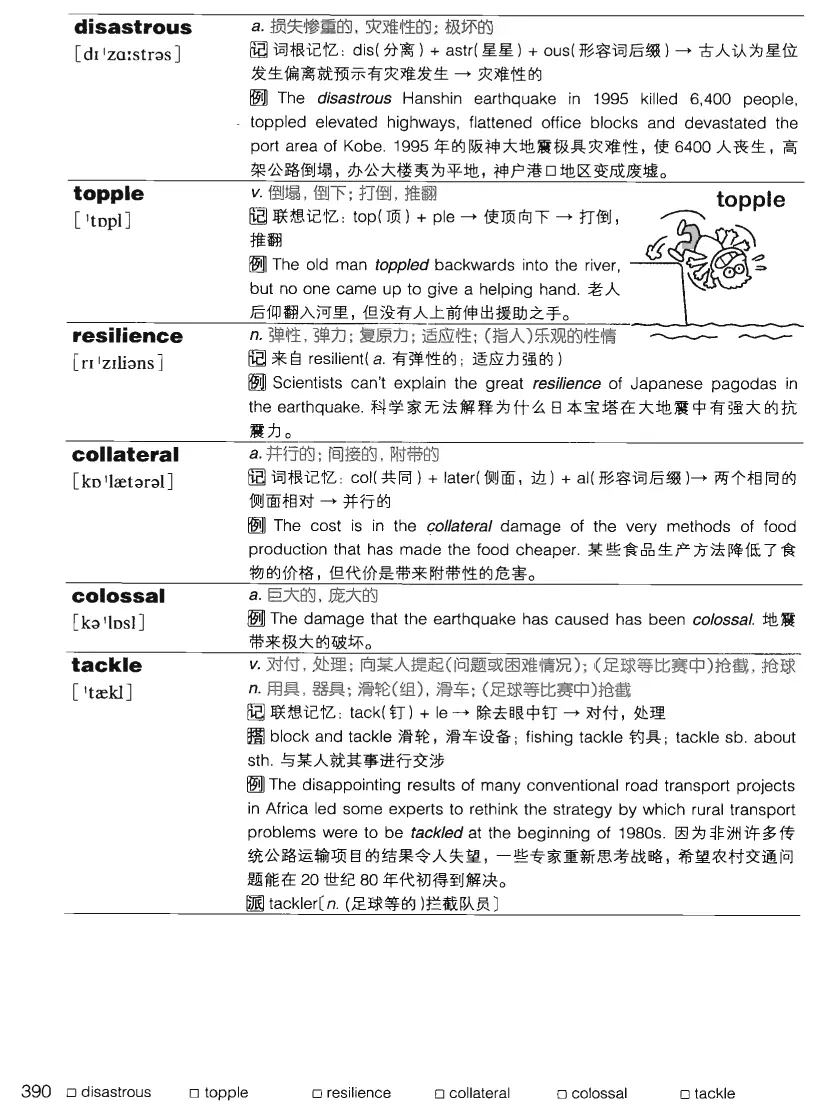 disastrous a. 损失惨重的, 灾难性的; 极坏的
[dɪˈzɑːstrəs] 记 词根记忆: dis(分离) + astr(星星) + ous(形容词后缀) → 古人认为星位
发生偏离就预示有灾难发生 → 灾难性的
例 The disastrous Hanshin earthquake in 1995 killed 6,400 people,
toppled elevated highways, flattened office blocks and devastated the
port area of Kobe. 1995 年的阪神大地震极具灾难性, 使 6400 人丧生, 高
架公路倒塌, 办公大楼夷为平地, 神户港口地区变成废墟。
topple v. 倒塌, 倒下; 打倒, 推翻
topple
[ˈtɒpl] 记 联想记忆: top(顶) + ple → 使顶向下 → 打倒,
推翻
例 The old man toppled backwards into the river,
but no one came up to give a helping hand. 老人
后仰翻入河里, 但没有人上前伸出援助之手。
resilience n. 弹性, 弹力; 复原力; 适应性; (指人)乐观的性情
[rɪˈzɪliəns] 记 来自 resilient(a. 有弹性的; 适应力强的)
例 Scientists can't explain the great resilience of Japanese pagodas in
the earthquake. 科学家无法解释为什么日本宝塔在大地震中有强大的抗
震力。
collateral a. 并行的; 间接的, 附带的
[kɒˈlætərəl] 记 词根记忆: col(共同) + later(侧面, 边) + al(形容词后缀)→ 两个相同的
侧面相对 → 并行的
例 The cost is in the collateral damage of the very methods of food
production that has made the food cheaper. 某些食品生产方法降低了食
物的价格, 但代价是带来附带性的危害。
colossal a. 巨大的, 庞大的
[kəˈlɒsl] 例 The damage that the earthquake has caused has been colossal. 地震
带来极大的破坏。
tackle v. 对付, 处理; 向某人提起(问题或困难情况); (足球等比赛中)抢截, 抢球
[ˈtækl] n. 用具, 器具; 滑轮(组), 滑车; (足球等比赛中)抢截
记 联想记忆: tack(钉) + le → 除去眼中钉 → 对付, 处理
搭 block and tackle 滑轮, 滑车设备; fishing tackle 钓具; tackle sb. about
sth. 与某人就其事进行交涉
例 The disappointing results of many conventional road transport projects
in Africa led some experts to rethink the strategy by which rural transport
problems were to be tackled at the beginning of 1980s. 因为非洲许多传
统公路运输项目的结果令人失望, 一些专家重新思考战略, 希望农村交通问
题能在 20 世纪 80 年代初得到解决。
派 tackler〔n. (足球等的)拦截队员〕
390 □ disastrous □ topple □ resilience □ collateral □ colossal □ tackle